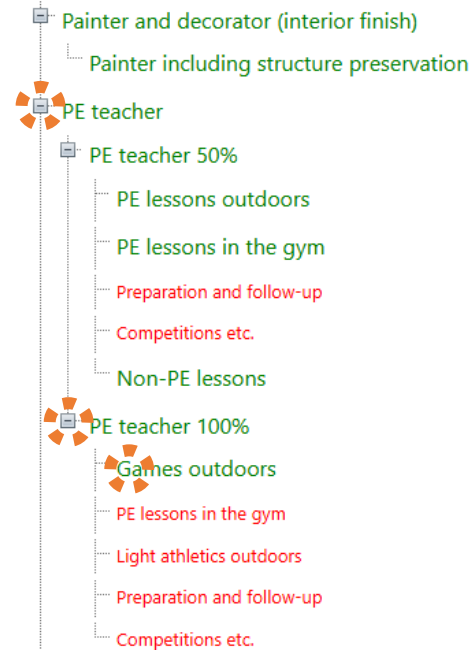 Painter and decorator (interior finish)
Painter including structure preservation
PE teacher
PE teacher 50%
PE lessons outdoors
PE lessons in the gym
Preparation and follow-up
Competitions etc.
Non-PE lessons
PE teacher 100%
Games outdoors
PE lessons in the gym
Light athletics outdoors
Preparation and follow-up
Competitions etc.